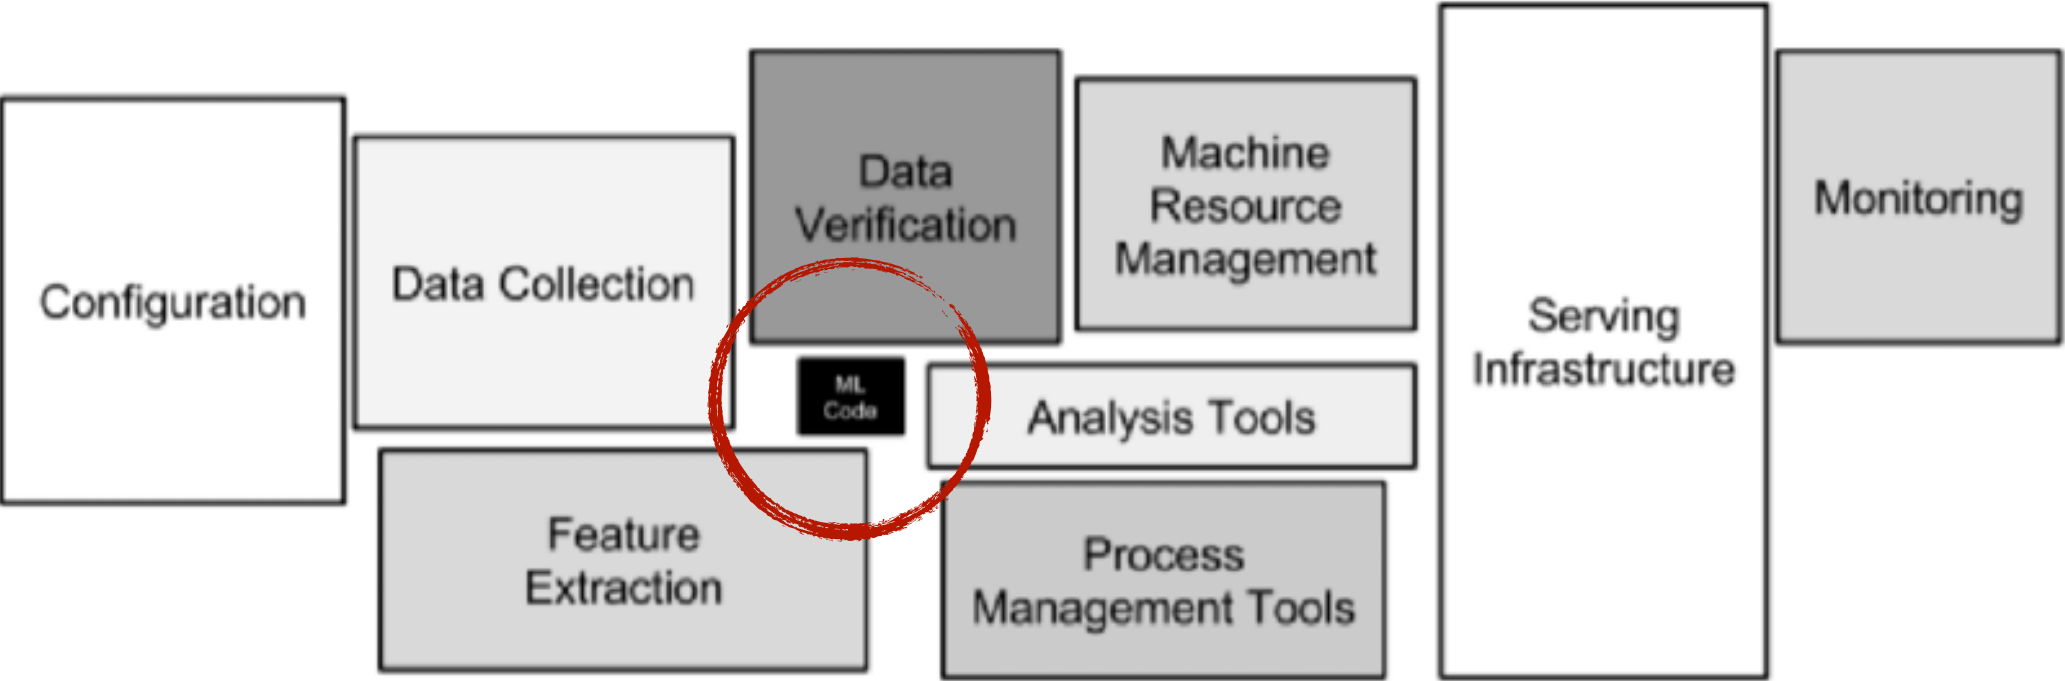 Configuration
Data Collection
Data
Verification
Machine
Resource
Management
Serving
Infrastructure
Monitoring
ML
Code
Analysis Tools
Feature
Extraction
Process
Management Tools